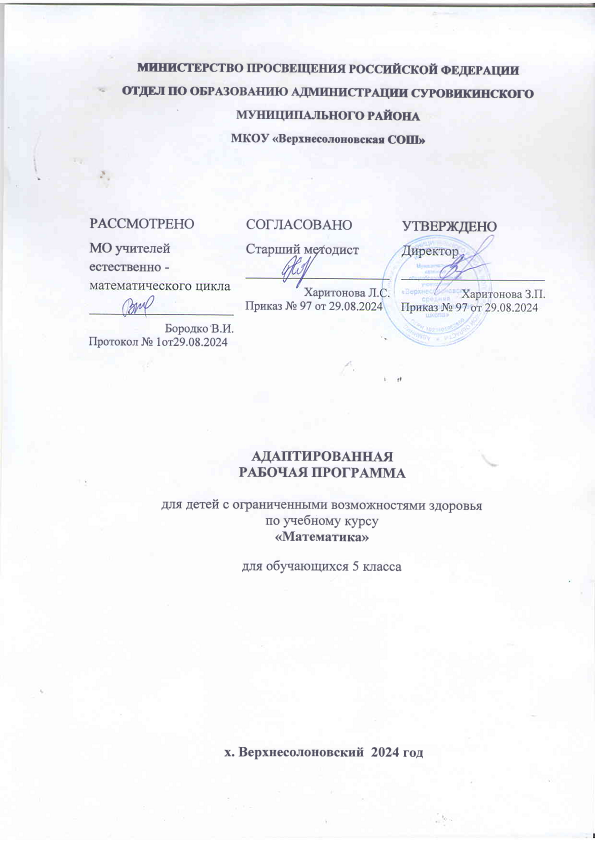 МИНИСТЕРСТВО ПРОСВЕЩЕНИЯ РОССИЙСКОЙ ФЕДЕРАЦИИ
ОТДЕЛ ПО ОБРАЗОВАНИЮ АДМИНИСТРАЦИИ СУРОВИКИНСКОГО
МУНИЦИПАЛЬНОГО РАЙОНА
МКОУ «Верхнесолоновская СОШ»
РАССМОТРЕНО
МО учителей
естественно -
математического цикла
Бородко В.И.
Протокол № 1от29.08.2024
СОГЛАСОВАНО
Старший методист
Харитонова Л.С.
Приказ № 97 от 29.08.2024
УТВЕРЖДЕНО
Директор
Харитонова З.П.
Приказ № 97 от 29.08.2024
АДАПТИРОВАННАЯ
РАБОЧАЯ ПРОГРАММА
для детей с ограниченными возможностями здоровья
по учебному курсу
«Математика»
для обучающихся 5 класса
х. Верхнесолоновский 2024 год